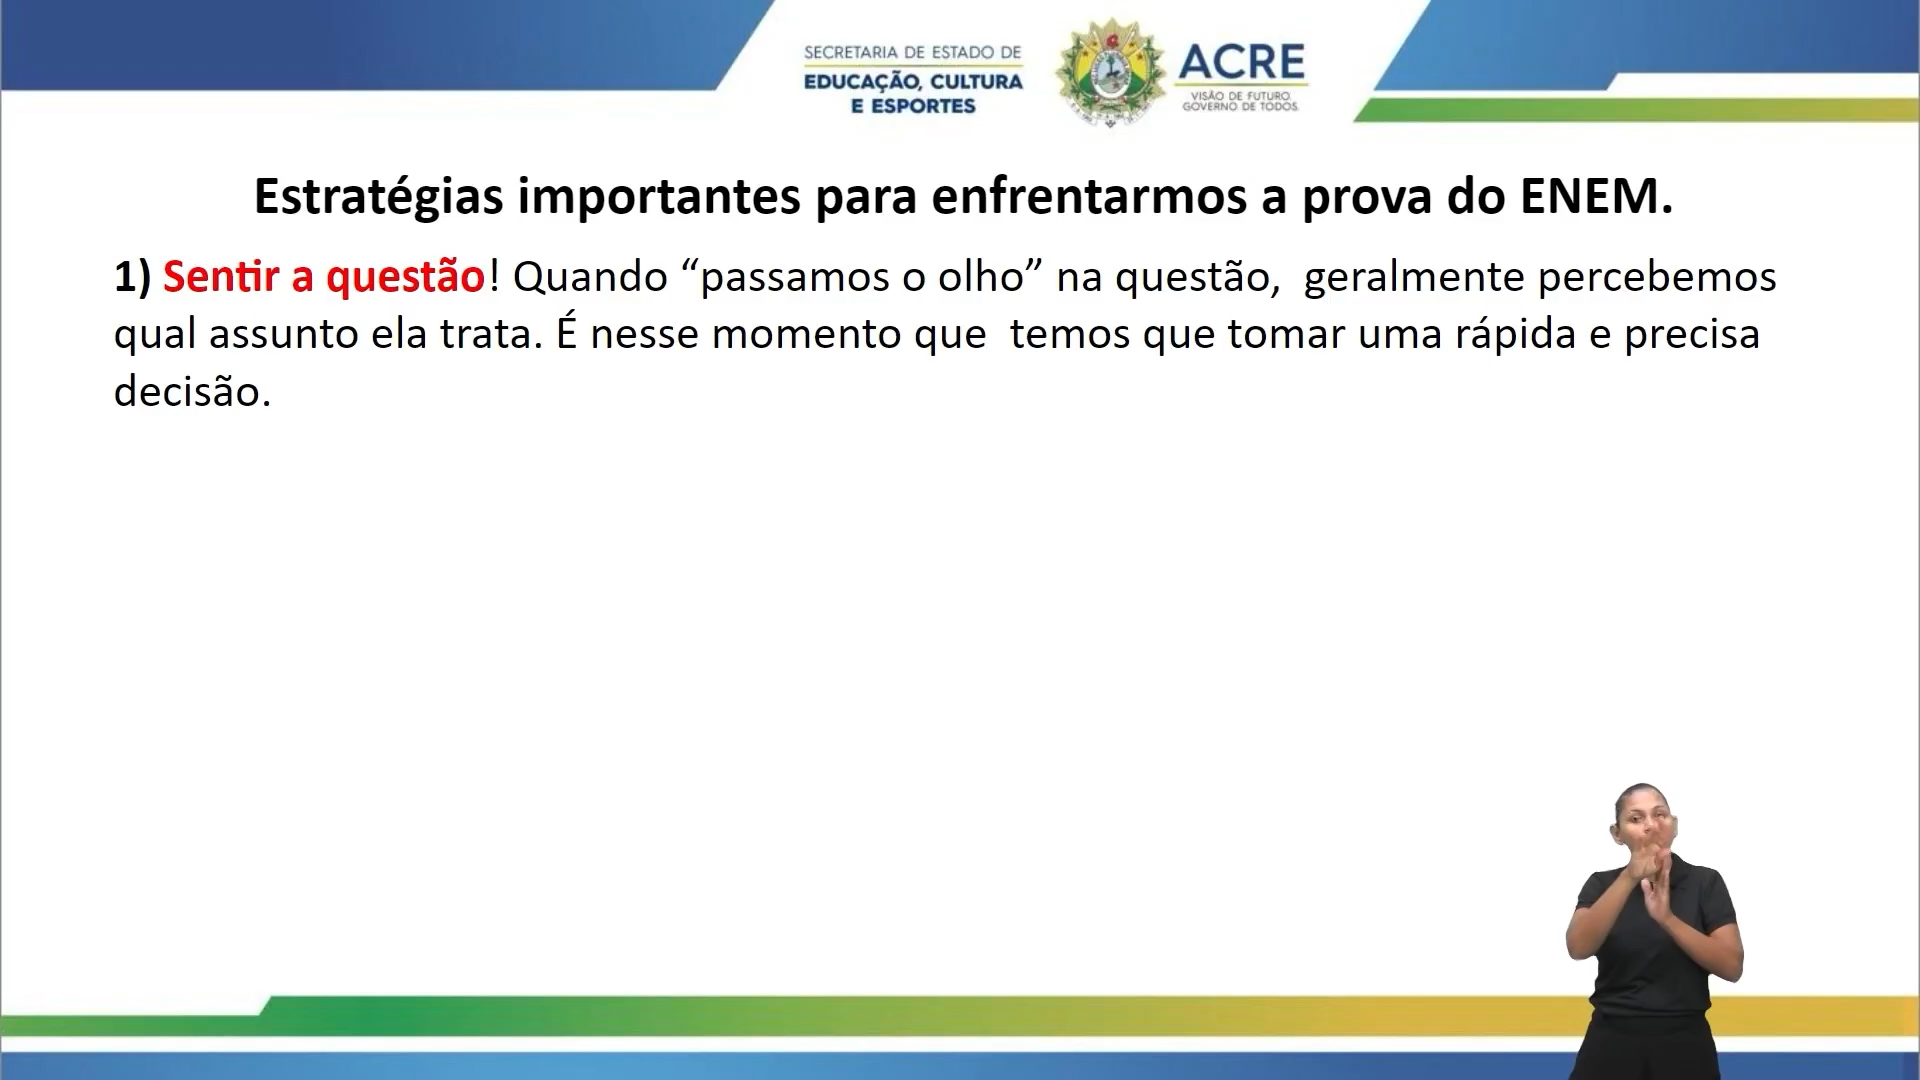 SECRETARIA DE ESTADO DE
EDUCAÇÃO, CULTURA
E ESPORTES
ACRE
VISÃO DE FUTURO.
GOVERNO DE TODOS.
Estratégias importantes para enfrentarmos a prova do ENEM.
1) Sentir a questão! Quando “passamos o olho” na questão,  geralmente percebemos
qual assunto ela trata. É nesse momento que  temos que tomar uma rápida e precisa
decisão.